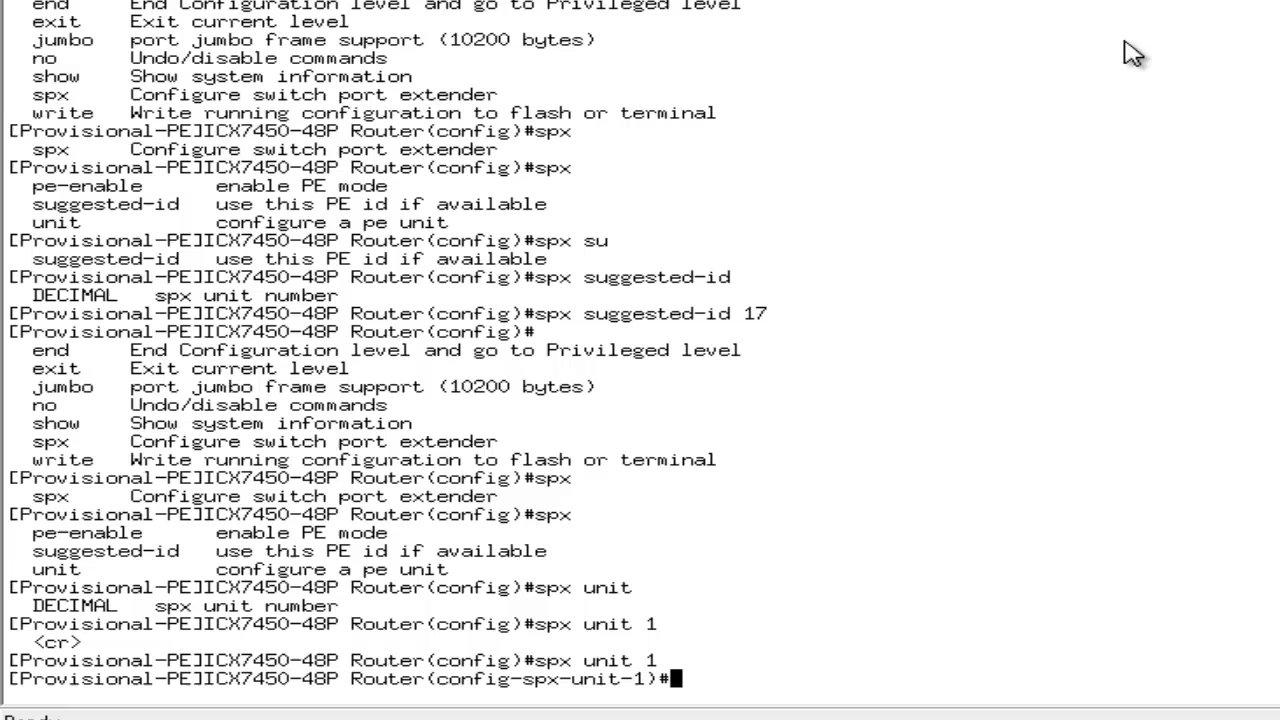 end End Configuration level and go to Privileged level
exit Exit current level
jumbo port jumbo frame support (10200 bytes)
no Undo/disable commands
show Show system information
spx Configure switch port extender
write Write running configuration to flash or terminal
[Provisional-PE]ICX7450-48P Router(config)#spx
spx Configure switch port extender
[Provisional-PE]ICX7450-48P Router(config)#spx
pe-enable enable PE mode
suggested-id use this PE id if available
unit configure a pe unit
[Provisional-PE]ICX7450-48P Router(config)#spx su
suggested-id use this PE id if available
[Provisional-PE]ICX7450-48P Router(config)#spx suggested-id
DECIMAL spx unit number
[Provisional-PE]ICX7450-48P Router(config)#spx suggested-id 17
[Provisional-PE]ICX7450-48P Router(config)#
end End Configuration level and go to Privileged level
exit Exit current level
jumbo port jumbo frame support (10200 bytes)
no Undo/disable commands
show Show system information
spx Configure switch port extender
write Write running configuration to flash or terminal
[Provisional-PE]ICX7450-48P Router(config)#spx
spx Configure switch port extender
[Provisional-PE]ICX7450-48P Router(config)#spx
pe-enable enable PE mode
suggested-id use this PE id if available
unit configure a pe unit
[Provisional-PE]ICX7450-48P Router(config)#spx unit
DECIMAL spx unit number
[Provisional-PE]ICX7450-48P Router(config)#spx unit 1
<cr>
[Provisional-PE]ICX7450-48P Router(config)#spx unit 1
[Provisional-PE]ICX7450-48P Router(config-spx-unit-1)#
Ready